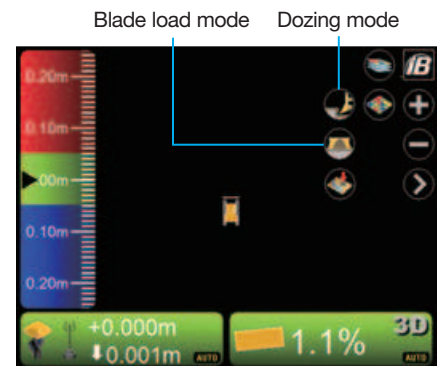 Blade load mode Dozing mode
0.20m
iB
0.10m
.00m
0.10m
0.20m
+0.000m
0.001m AUTO
1.1%
3D
AUTO